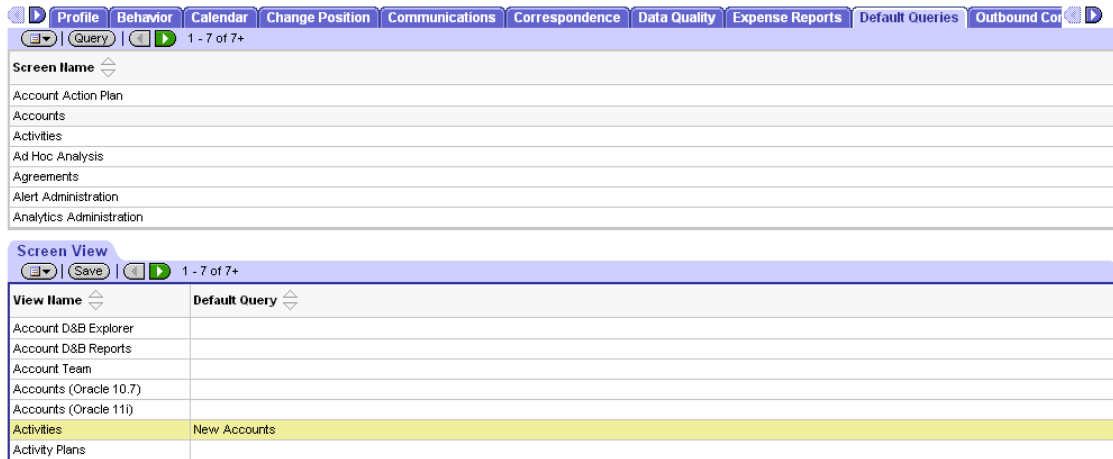 Profile Behavior Calendar Change Position Communications Correspondence Data Quality Expense Reports Default Queries Outbound Cor
Query 1 - 7 of 7+
Screen Name
Account Action Plan
Accounts
Activities
Ad Hoc Analysis
Agreements
Alert Administration
Analytics Administration
Screen View
Save 1 - 7 of 7+
View Name Default Query
Account D&B Explorer
Account D&B Reports
Account Team
Accounts (Oracle 10.7)
Accounts (Oracle 11i)
Activities New Accounts
Activity Plans